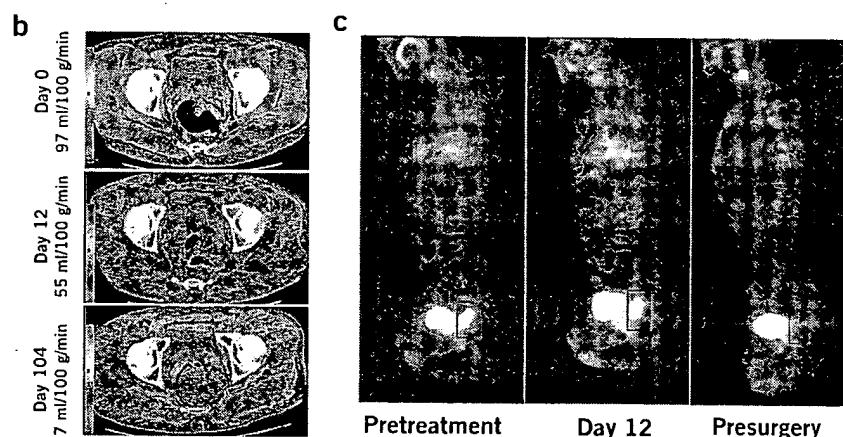 b
Day 0
97 ml/100 g/min
Day 12
55 ml/100 g/min
Day 104
7 ml/100 g/min
c
Pretreatment
Day 12
Presurgery